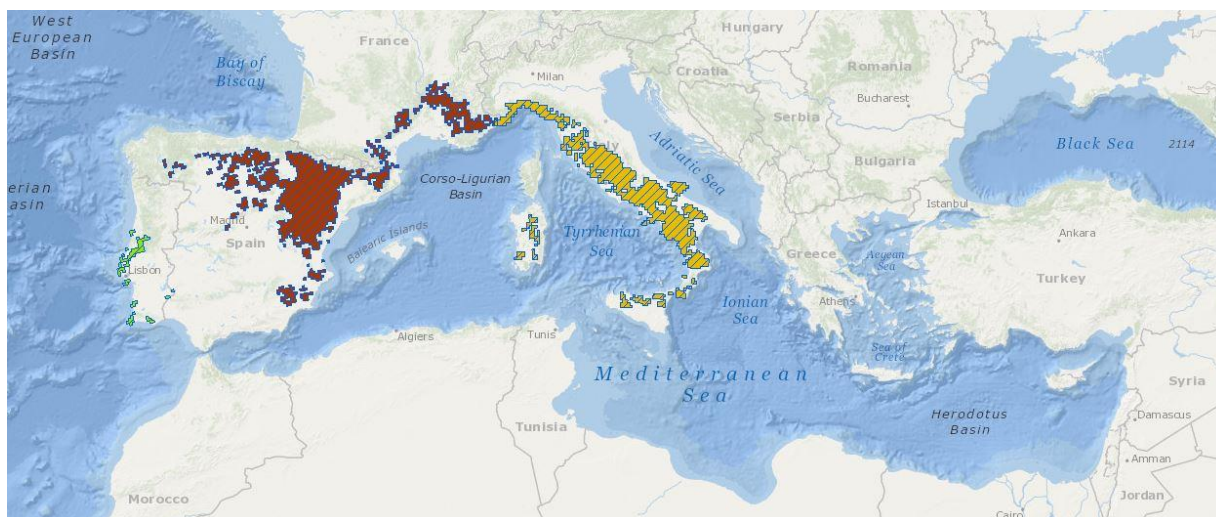 West
European
Basin
Bay of
Biscay
France
Milan
Hungary
Croatia
Romania
Bucharest
Serbia
Bulgaria
Black Sea
2114
Istanbul
Ankara
Turkey
Adriatic Sea
Corso-Ligurian
Basin
erian
asin
Madrid
Spain
Lisbon
Balearic Islands
Tyrrhenian
Sea
Greece
Aegean
Sea
Athens
Ionian
Sea
Sea of
Crete
Algiers
Tunis
Mediterranean
Sea
Tunisia
Morocco
Herodotus
Basin
Syria
Damascus
Amman
Jordan
Cairo